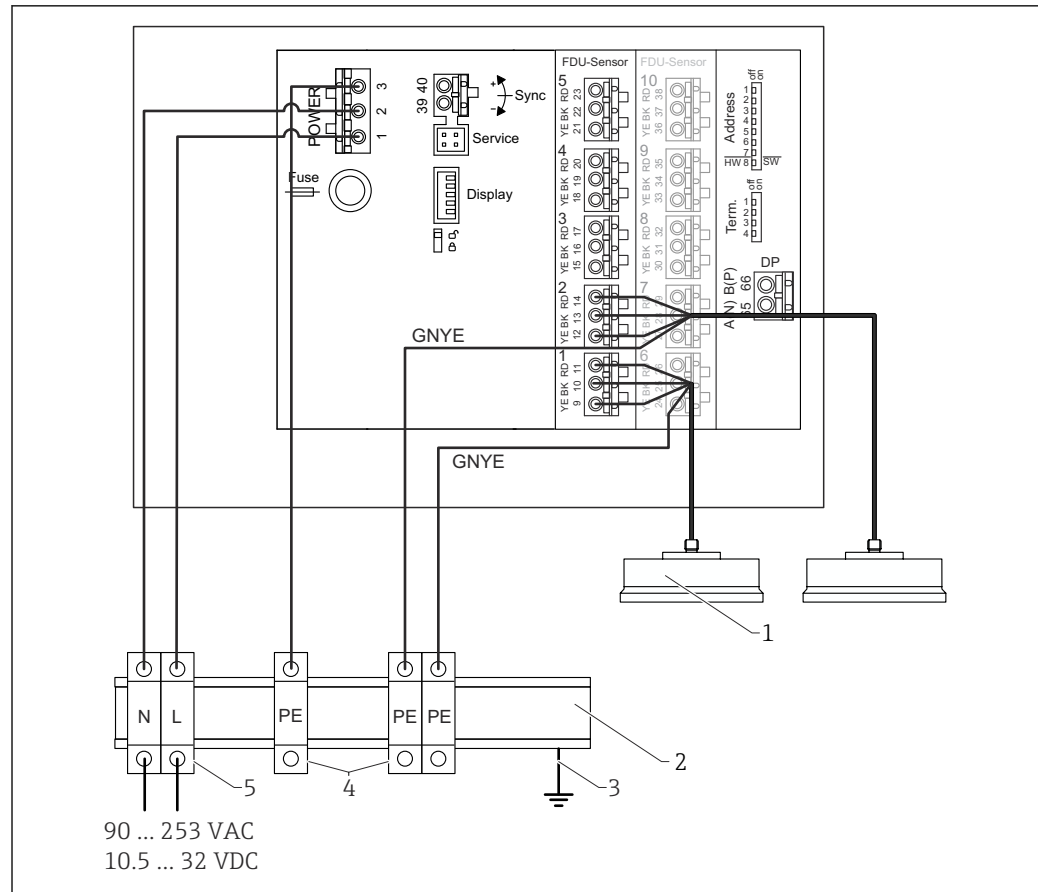 POWER
3
2
1
Fuse
39 40
+
-
Sync
Service
Display
FDU-Sensor
5
YE BK RD
21 22 23
4
YE BK RD
18 19 20
3
YE BK RD
15 16 17
2
YE BK RD
12 13 14
1
YE BK RD
9 10 11
FDU-Sensor
10
YE BK RD
36 37 38
9
YE BK RD
33 34 35
8
YE BK RD
30 31 32
7
6
Address
off
on
1
2
3
4
5
6
7
HW 8 SW
Term.
off
on
1
2
3
4
DP
B(P)
66
GNYE
GNYE
1
N
L
PE
PE
PE
2
5
4
3
90 ... 253 VAC
10.5 ... 32 VDC